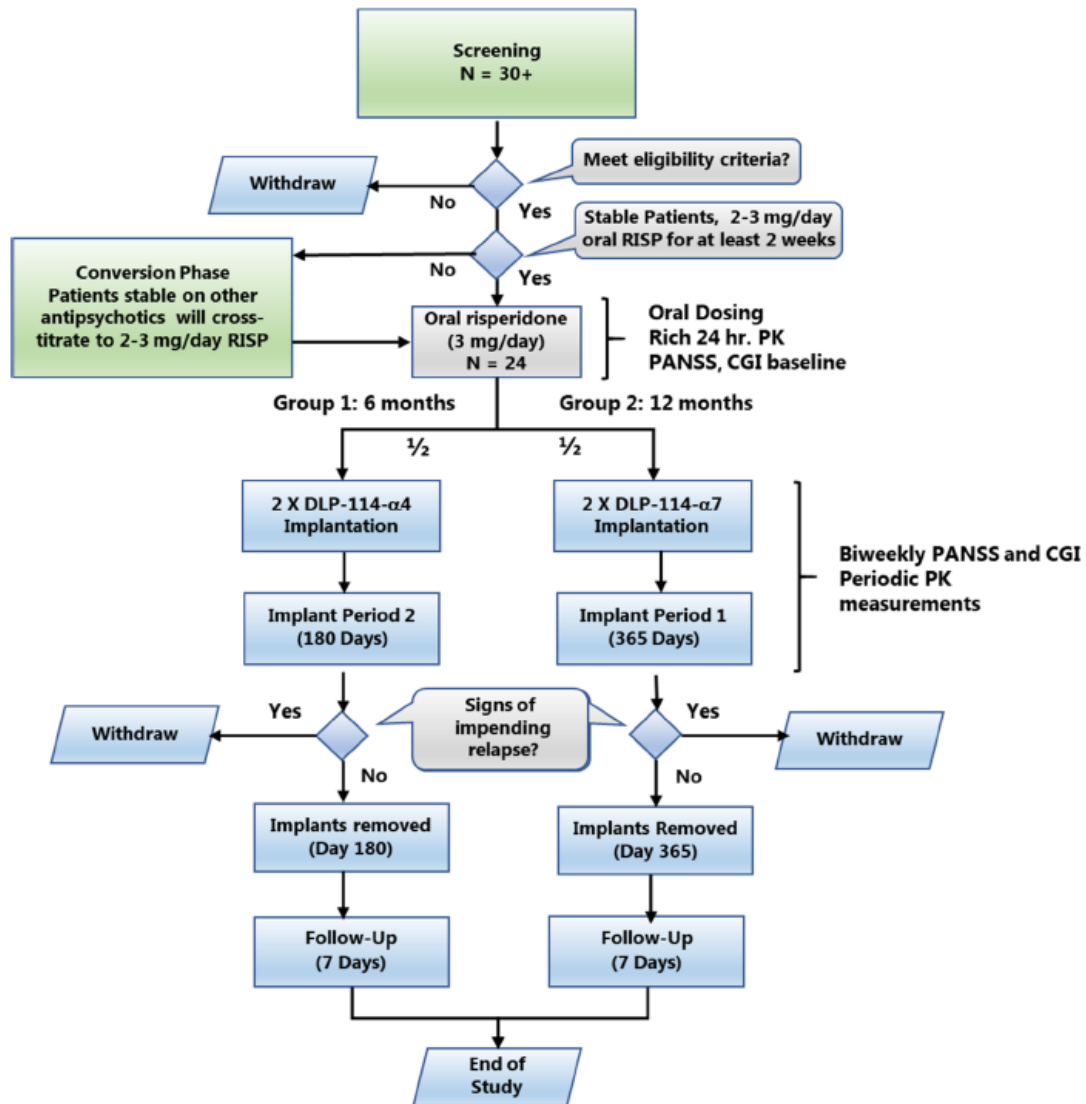 Screening
N = 30+
Meet eligibility criteria?
Withdraw
No
Yes
Stable Patients, 2-3 mg/day
oral RISP for at least 2 weeks
No
Yes
Conversion Phase
Patients stable on other
antipsychotics will cross-
titrate to 2-3 mg/day RISP
Oral risperidone
(3 mg/day)
N = 24
Oral Dosing
Rich 24 hr. PK
PANSS, CGI baseline
Group 1: 6 months
Group 2: 12 months
½
½
2 X DLP-114-α4
Implantation
2 X DLP-114-α7
Implantation
Biweekly PANSS and CGI
Periodic PK
measurements
Implant Period 2
(180 Days)
Implant Period 1
(365 Days)
Signs of
impending
relapse?
Yes
Withdraw
No
Yes
Withdraw
No
Implants removed
(Day 180)
Implants Removed
(Day 365)
Follow-Up
(7 Days)
Follow-Up
(7 Days)
End of
Study